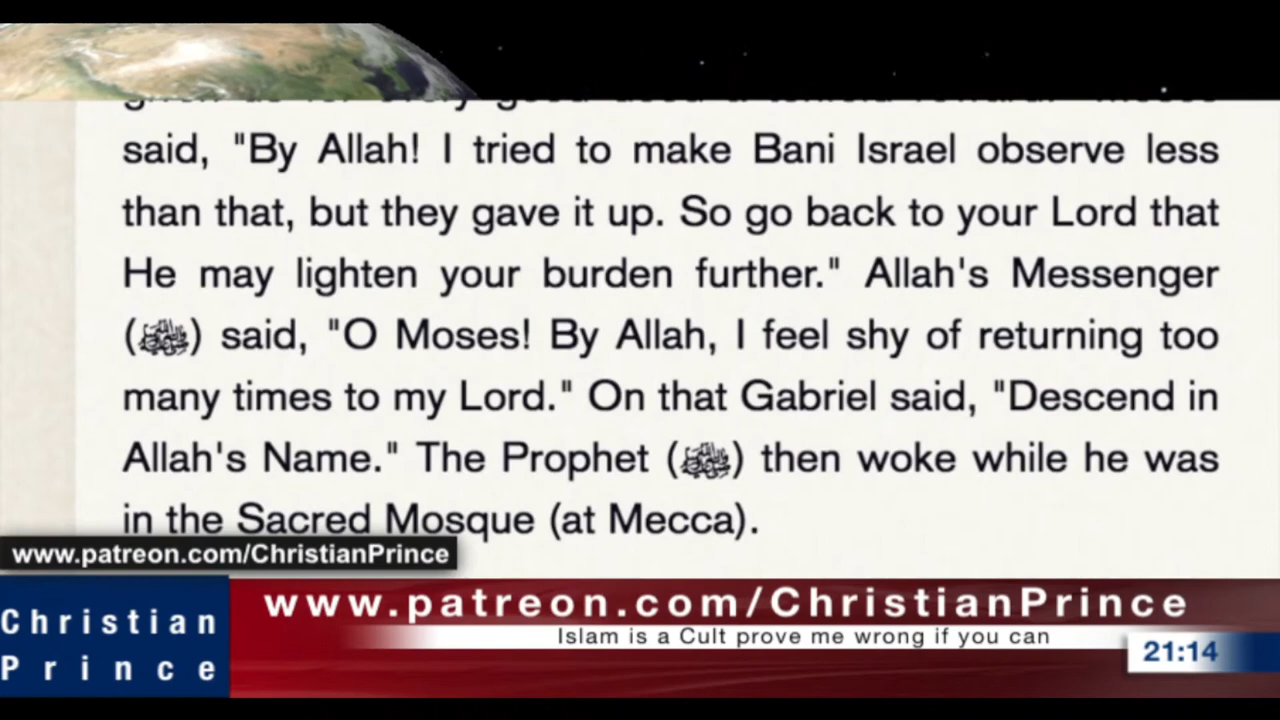 said, "By Allah! I tried to make Bani Israel observe less
than that, but they gave it up. So go back to your Lord that
He may lighten your burden further." Allah's Messenger
(ﷺ) said, "O Moses! By Allah, I feel shy of returning too
many times to my Lord." On that Gabriel said, "Descend in
Allah's Name." The Prophet (ﷺ) then woke while he was
in the Sacred Mosque (at Mecca).
www.patreon.com/ChristianPrince
Christian
Prince
www.patreon.com/ChristianPrince
Islam is a Cult prove me wrong if you can
21:14